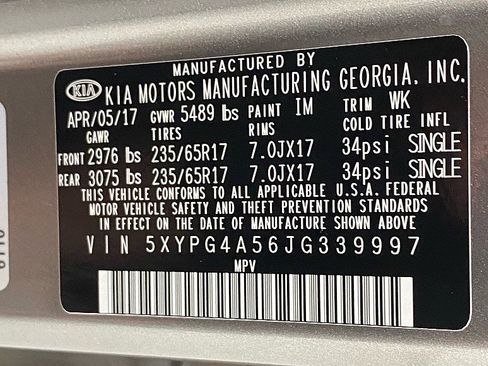 MANUFACTURED BY
KIA KIA MOTORS MANUFACTURING GEORGIA, INC.
APR/05/17 GVWR 5489 lbs PAINT IM TRIM WK
GAWR TIRES RIMS COLD TIRE INFL
FRONT 2976 lbs 235/65R17 7.0JX17 34psi SINGLE
REAR 3075 lbs 235/65R17 7.0JX17 34psi SINGLE
THIS VEHICLE CONFORMS TO ALL APPLICABLE U.S.A. FEDERAL
MOTOR VEHICLE SAFETY AND THEFT PREVENTION STANDARDS
IN EFFECT ON THE DATE OF MANUFACTURE SHOWN ABOVE
VIN 5XYPG4A56JG339997
MPV